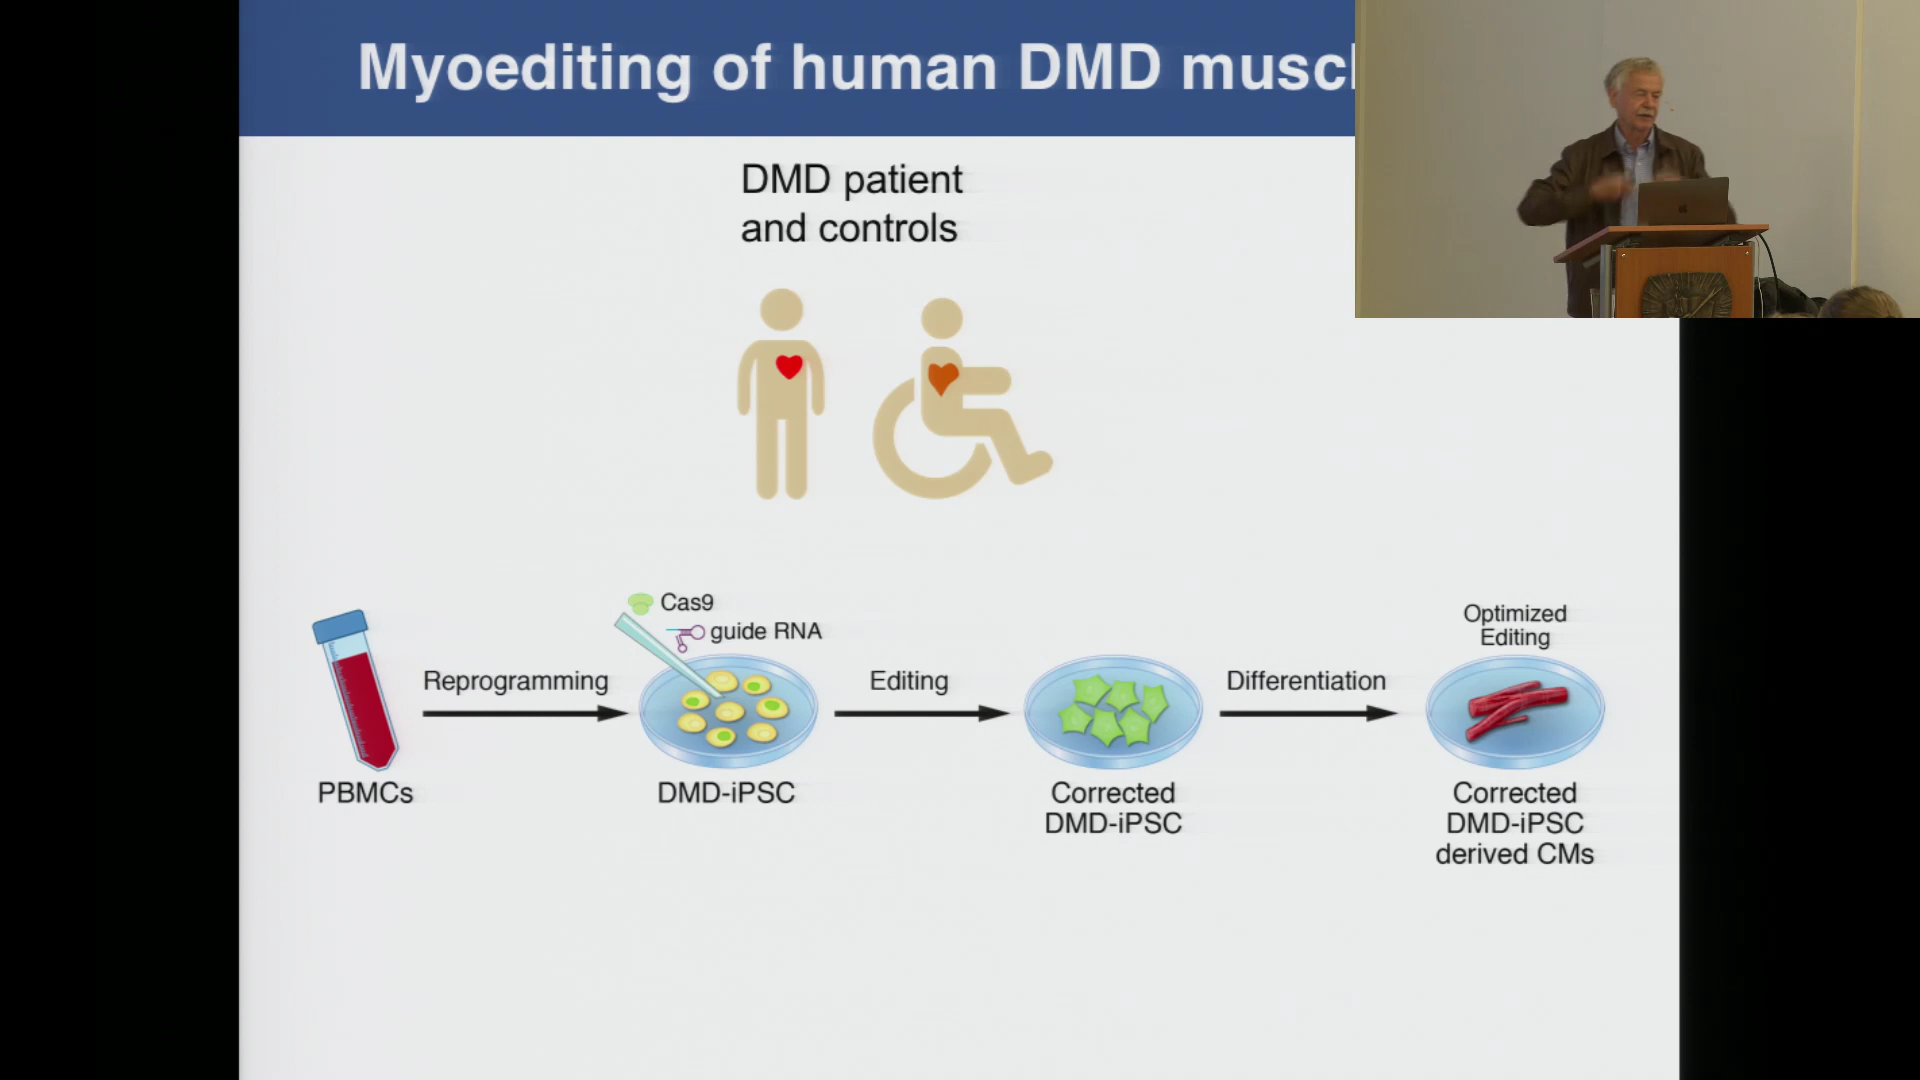 Myoediting of human DMD muscl
DMD patient
and controls
Cas9
guide RNA
Optimized
Editing
Reprogramming
Editing
Differentiation
PBMCs
DMD-iPSC
Corrected
DMD-iPSC
Corrected
DMD-iPSC
derived CMs